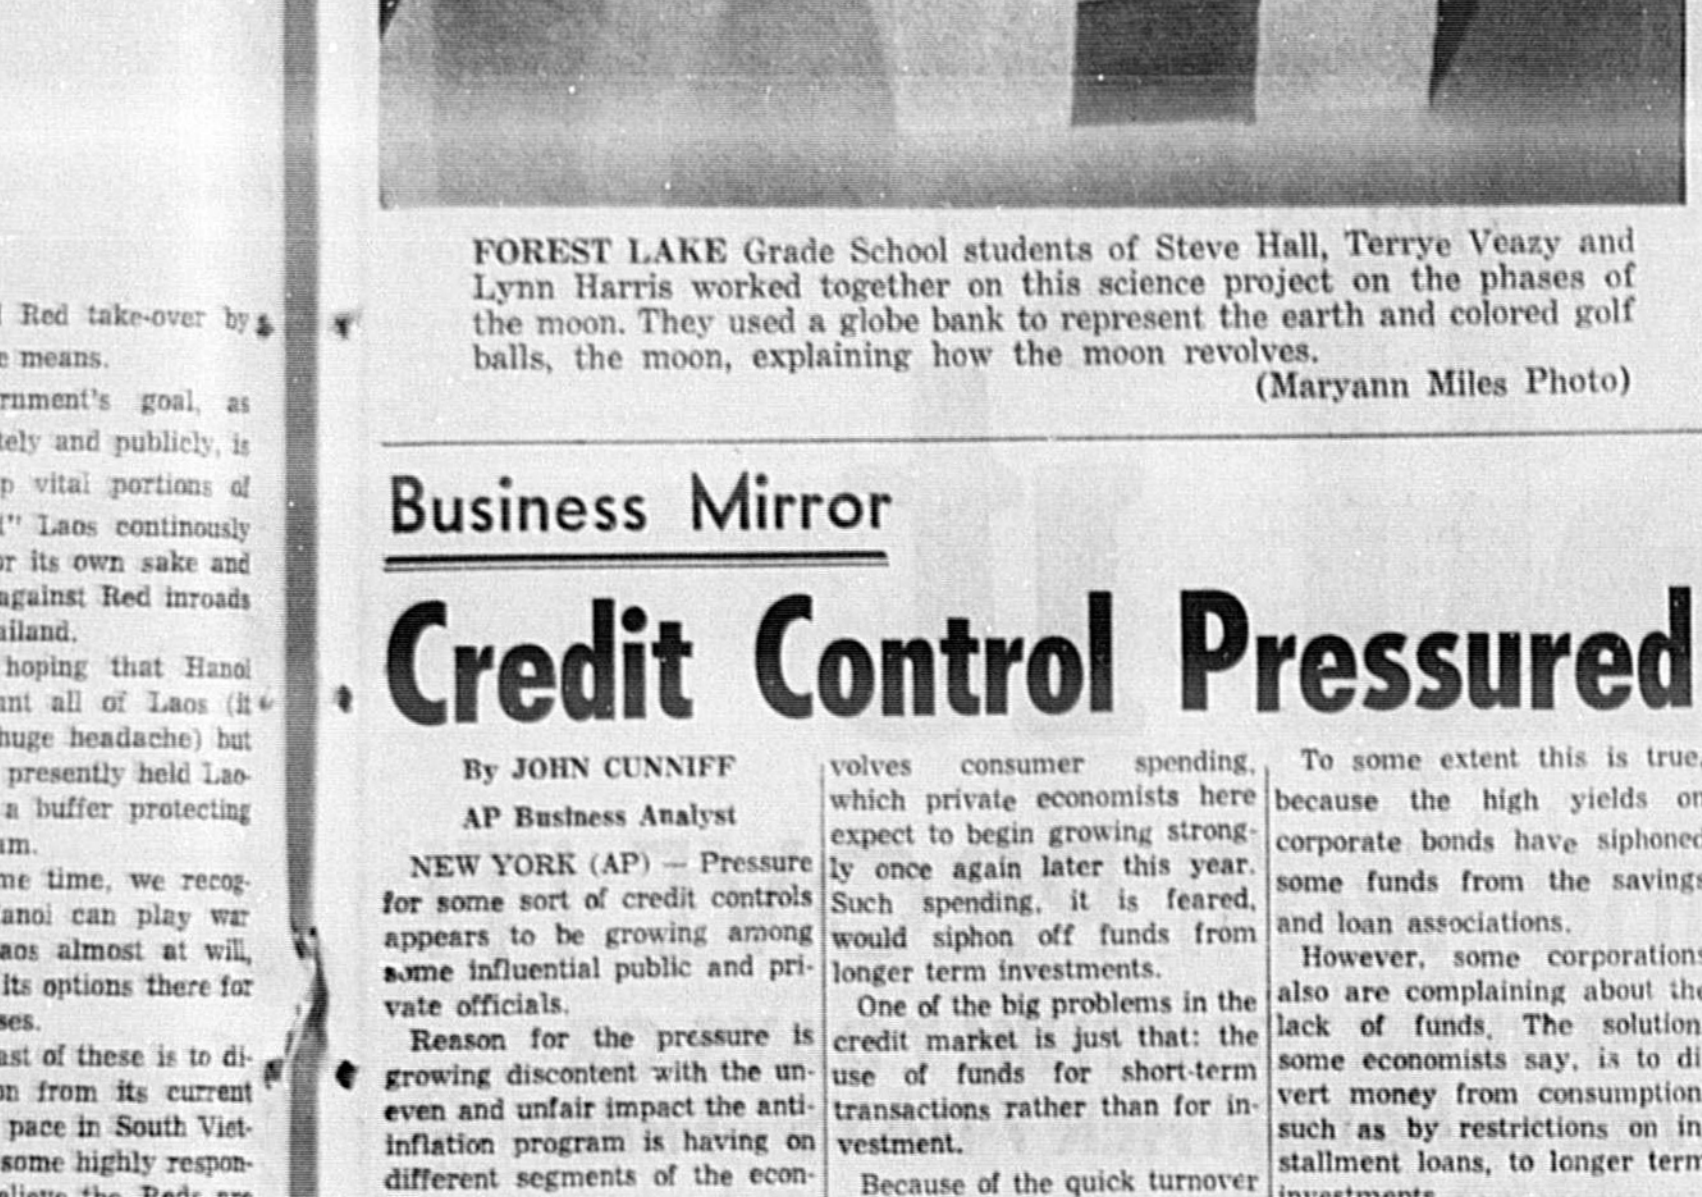 Red take-over by
means.
goal, as
and publicly, is
vital portions of
Laos continously
its own sake and
against Red inroads
hoping that Hanoi
all of Laos (it
huge headache) but
presently held Lao-
a buffer protecting
time, we recog-
can play war
almost at will,
its options there for
of these is to di-
from its current
pace in South Viet-
some highly respon-
the Reds are
FOREST LAKE Grade School students of Steve Hall, Terrye Veazy and
Lynn Harris worked together on this science project on the phases of
the moon. They used a globe bank to represent the earth and colored golf
balls, the moon, explaining how the moon revolves.
(Maryann Miles Photo)
Business Mirror
Credit Control Pressured
By JOHN CUNNIFF
AP Business Analyst
NEW YORK (AP) — Pressure
for some sort of credit controls
appears to be growing among
some influential public and pri-
vate officials.
Reason for the pressure is
growing discontent with the un-
even and unfair impact the anti-
inflation program is having on
different segments of the econ-
volves consumer spending,
which private economists here
expect to begin growing strong-
ly once again later this year.
Such spending, it is feared,
would siphon off funds from
longer term investments.
One of the big problems in the
credit market is just that: the
use of funds for short-term
transactions rather than for in-
vestment.
Because of the quick turnover
To some extent this is true,
because the high yields on
corporate bonds have siphoned
some funds from the savings
and loan associations.
However, some corporations
also are complaining about the
lack of funds. The solution,
some economists say, is to di
vert money from consumption
such as by restrictions on in
stallment loans, to longer term
investments